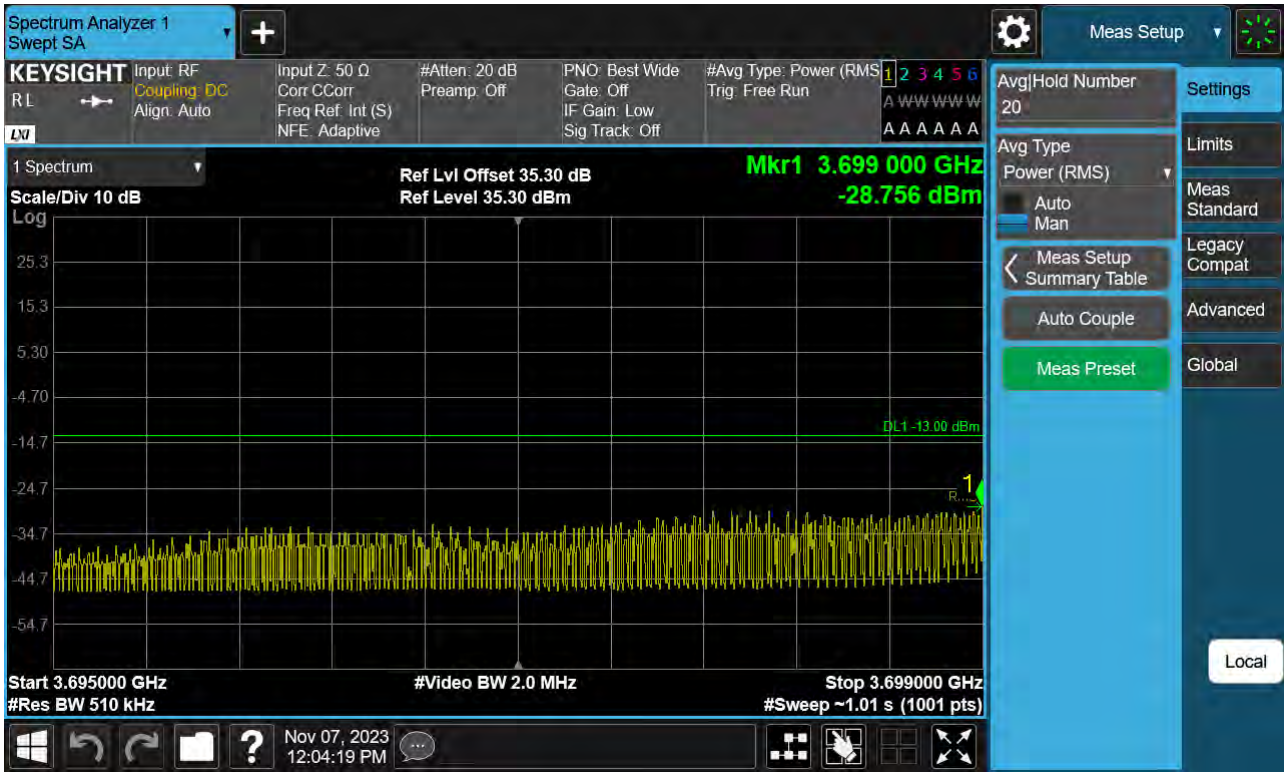 Spectrum Analyzer 1
Swept SA
+
Meas Setup
KEYSIGHT
RL
LXI
Input: RF
Coupling: DC
Align: Auto
Input Z: 50 Ω
Corr CCorr
Freq Ref: Int (S)
NFE: Adaptive
#Atten: 20 dB
Preamp: Off
PNO: Best Wide
Gate: Off
IF Gain: Low
Sig Track: Off
#Avg Type: Power (RMS
Trig: Free Run
1 2 3 4 5 6
A W W W W W
A A A A A A
1 Spectrum
Scale/Div 10 dB
Log
Ref Lvl Offset 35.30 dB
Ref Level 35.30 dBm
Mkr1 3.699 000 GHz
-28.756 dBm
25.3
15.3
5.30
-4.70
-14.7
-24.7
-34.7
-44.7
-54.7
DL1 -13.00 dBm
1
Start 3.695000 GHz
#Res BW 510 kHz
#Video BW 2.0 MHz
Stop 3.699000 GHz
#Sweep ~1.01 s (1001 pts)
Avg|Hold Number
20
Avg Type
Power (RMS)
Auto
Man
Meas Setup
Summary Table
Auto Couple
Meas Preset
Settings
Limits
Meas
Standard
Legacy
Compat
Advanced
Global
Local
?
Nov 07, 2023
12:04:19 PM